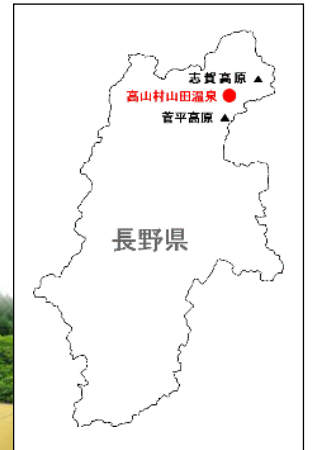 志賀高原 ▲
高山村山田温泉 ●
菅平高原 ▲
長野県